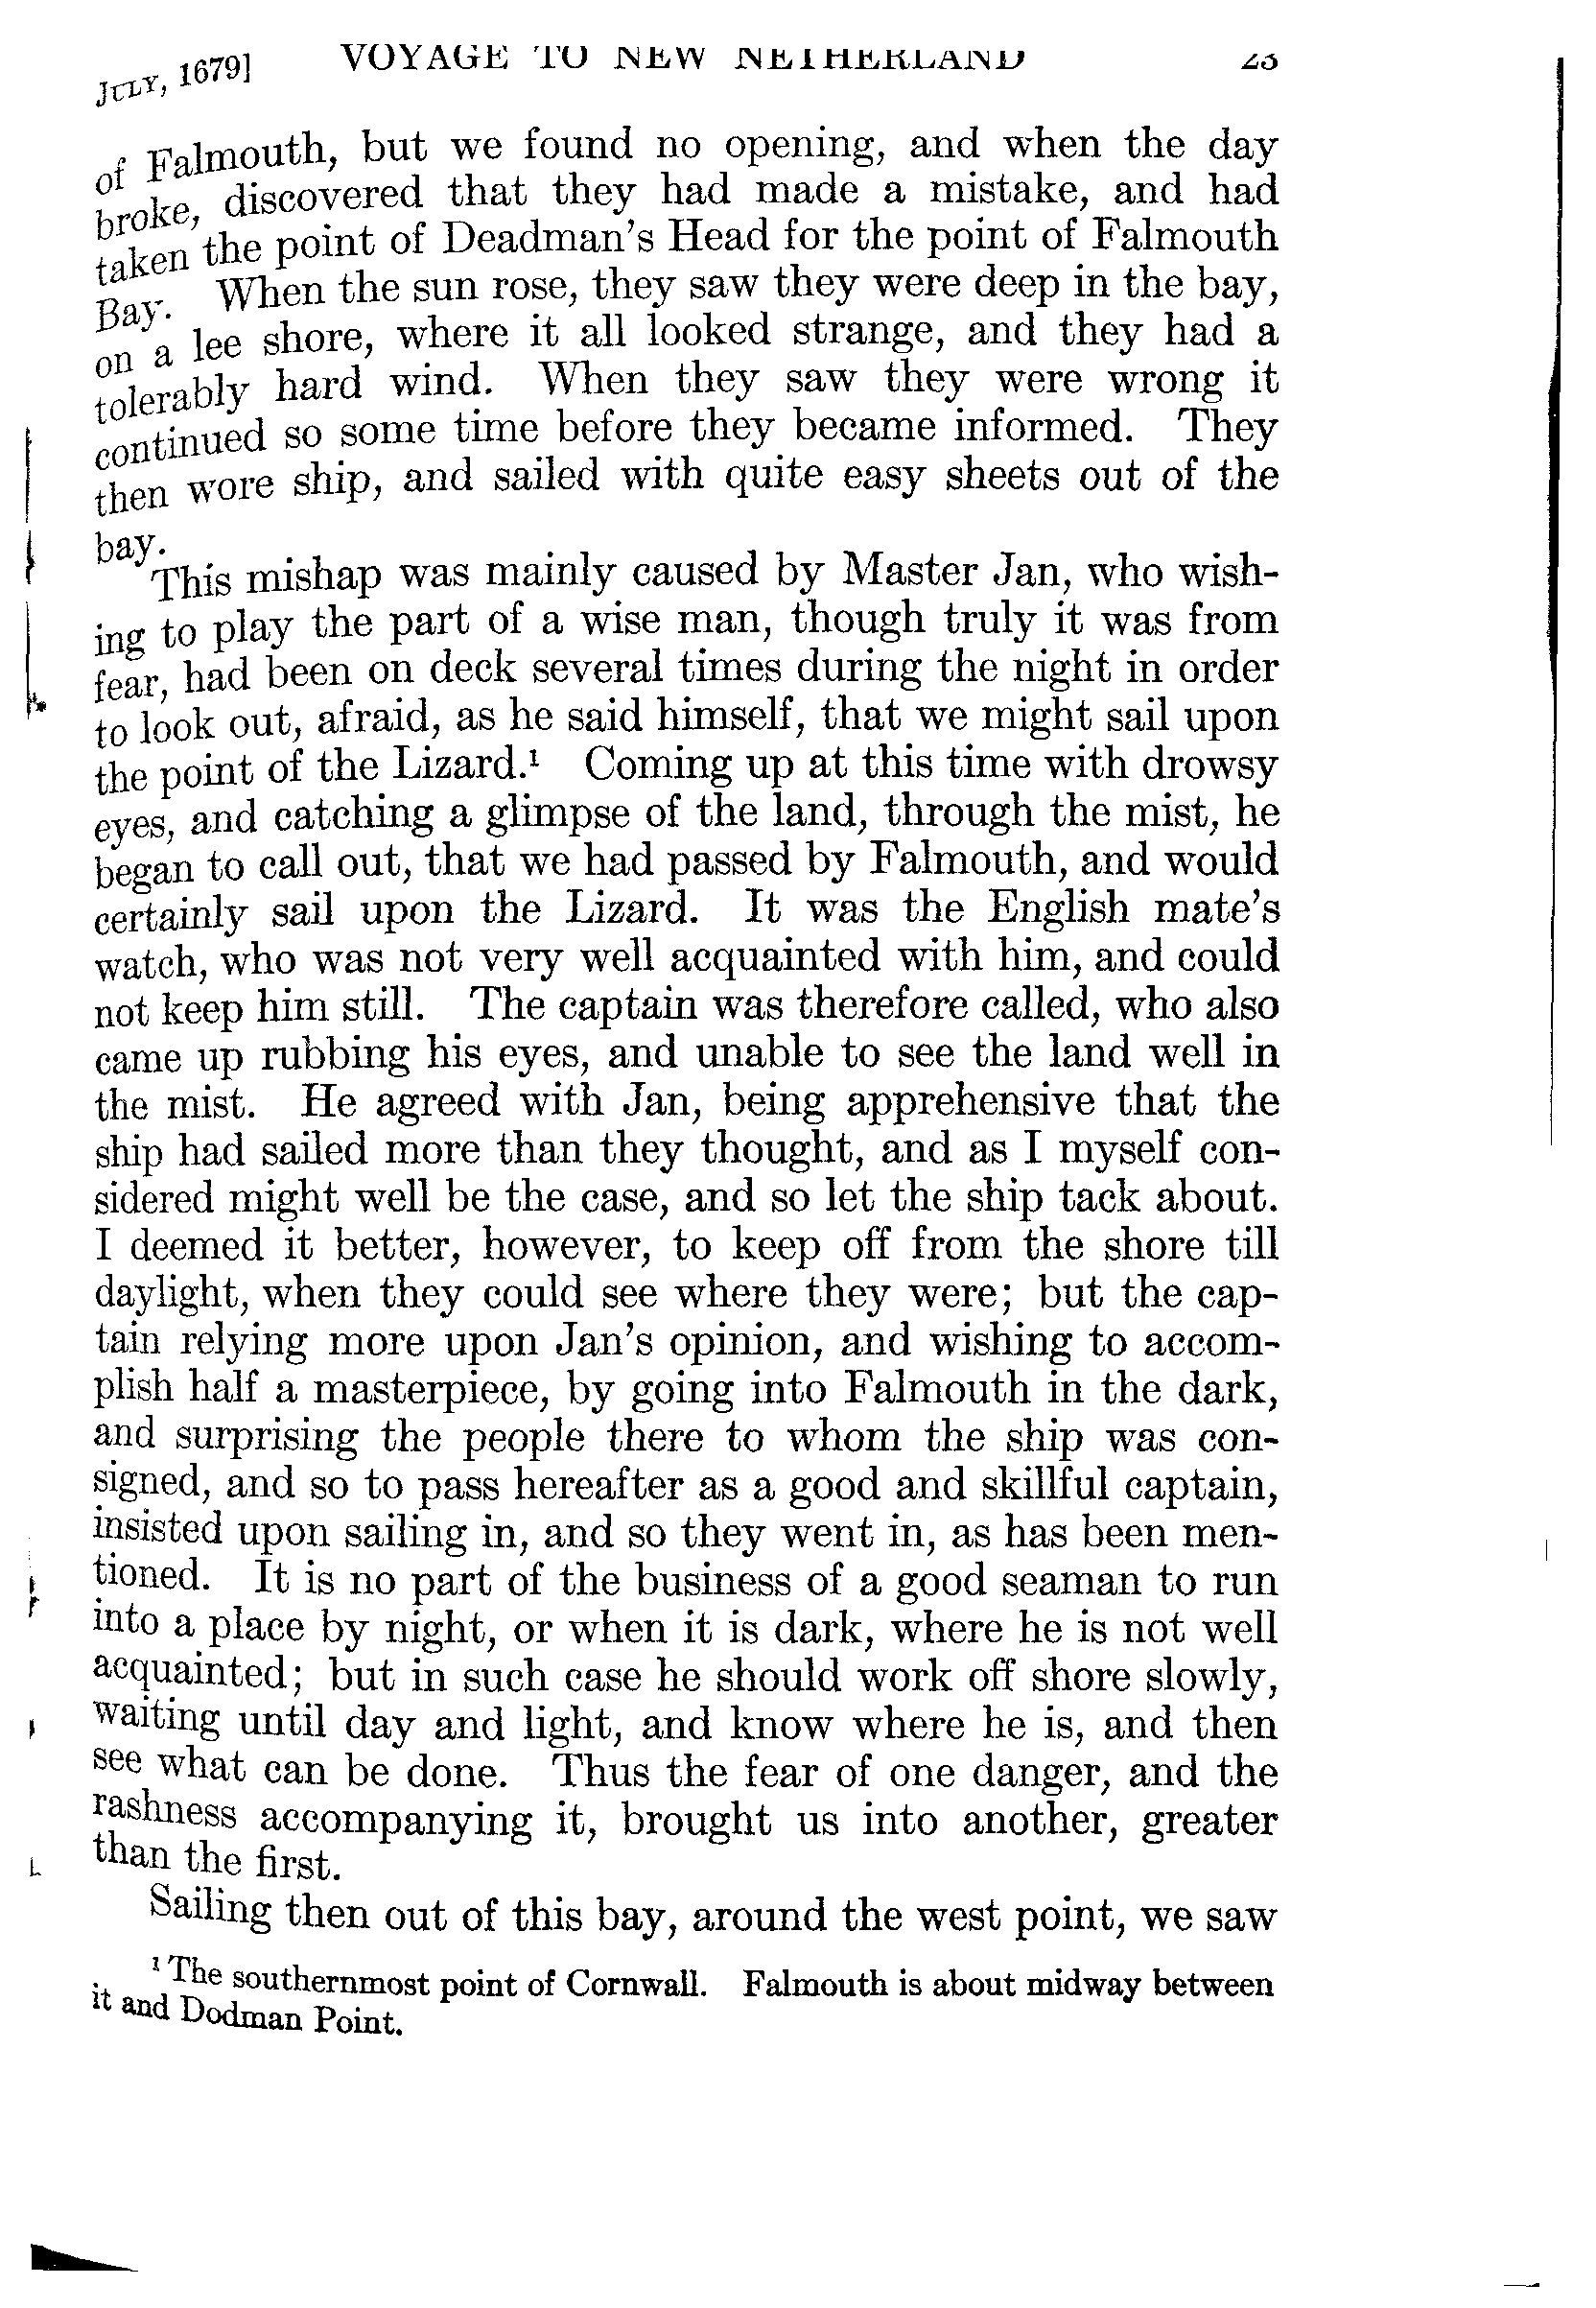 JULY, 1679] VOYAGE TO NEW NETHERLAND
of Falmouth, but we found no opening, and when the day
broke, discovered that they had made a mistake, and had
taken the point of Deadman's Head for the point of Falmouth
Bay. When the sun rose, they saw they were deep in the bay,
on a lee shore, where it all looked strange, and they had a
tolerably hard wind. When they saw they were wrong it
continued so some time before they became informed. They
then wore ship, and sailed with quite easy sheets out of the
bay.
This mishap was mainly caused by Master Jan, who wish-
ing to play the part of a wise man, though truly it was from
fear, had been on deck several times during the night in order
to look out, afraid, as he said himself, that we might sail upon
the point of the Lizard.¹ Coming up at this time with drowsy
eyes, and catching a glimpse of the land, through the mist, he
began to call out, that we had passed by Falmouth, and would
certainly sail upon the Lizard. It was the English mate's
watch, who was not very well acquainted with him, and could
not keep him still. The captain was therefore called, who also
came up rubbing his eyes, and unable to see the land well in
the mist. He agreed with Jan, being apprehensive that the
ship had sailed more than they thought, and as I myself con-
sidered might well be the case, and so let the ship tack about.
I deemed it better, however, to keep off from the shore till
daylight, when they could see where they were; but the cap-
tain relying more upon Jan's opinion, and wishing to accom-
plish half a masterpiece, by going into Falmouth in the dark,
and surprising the people there to whom the ship was con-
signed, and so to pass hereafter as a good and skillful captain,
insisted upon sailing in, and so they went in, as has been men-
tioned. It is no part of the business of a good seaman to run
into a place by night, or when it is dark, where he is not well
acquainted; but in such case he should work off shore slowly,
waiting until day and light, and know where he is, and then
see what can be done. Thus the fear of one danger, and the
rashness accompanying it, brought us into another, greater
than the first.
Sailing then out of this bay, around the west point, we saw
¹ The southernmost point of Cornwall. Falmouth is about midway between
it and Dodman Point.